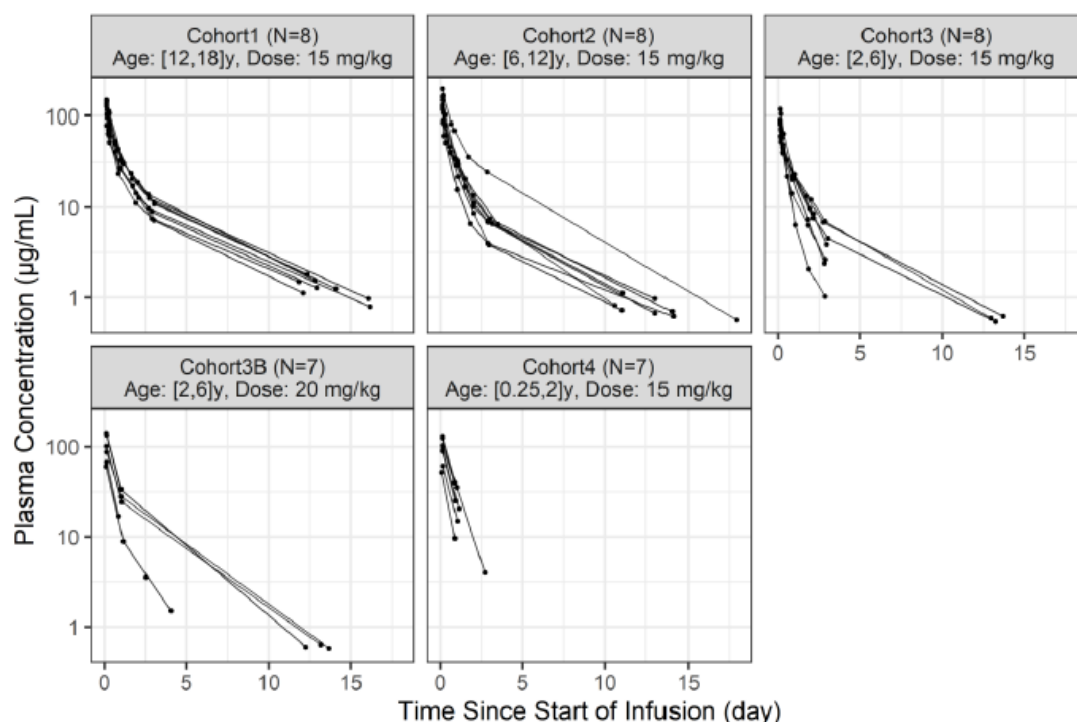 Cohort1 (N=8)
Age: [12,18]y, Dose: 15 mg/kg
Cohort2 (N=8)
Age: [6,12]y, Dose: 15 mg/kg
Cohort3 (N=8)
Age: [2,6]y, Dose: 15 mg/kg
100
10
1
0 5 10 15
Cohort3B (N=7)
Age: [2,6]y, Dose: 20 mg/kg
Cohort4 (N=7)
Age: [0.25,2]y, Dose: 15 mg/kg
100
10
1
0 5 10 15
0 5 10 15
Plasma Concentration (µg/mL)
Time Since Start of Infusion (day)